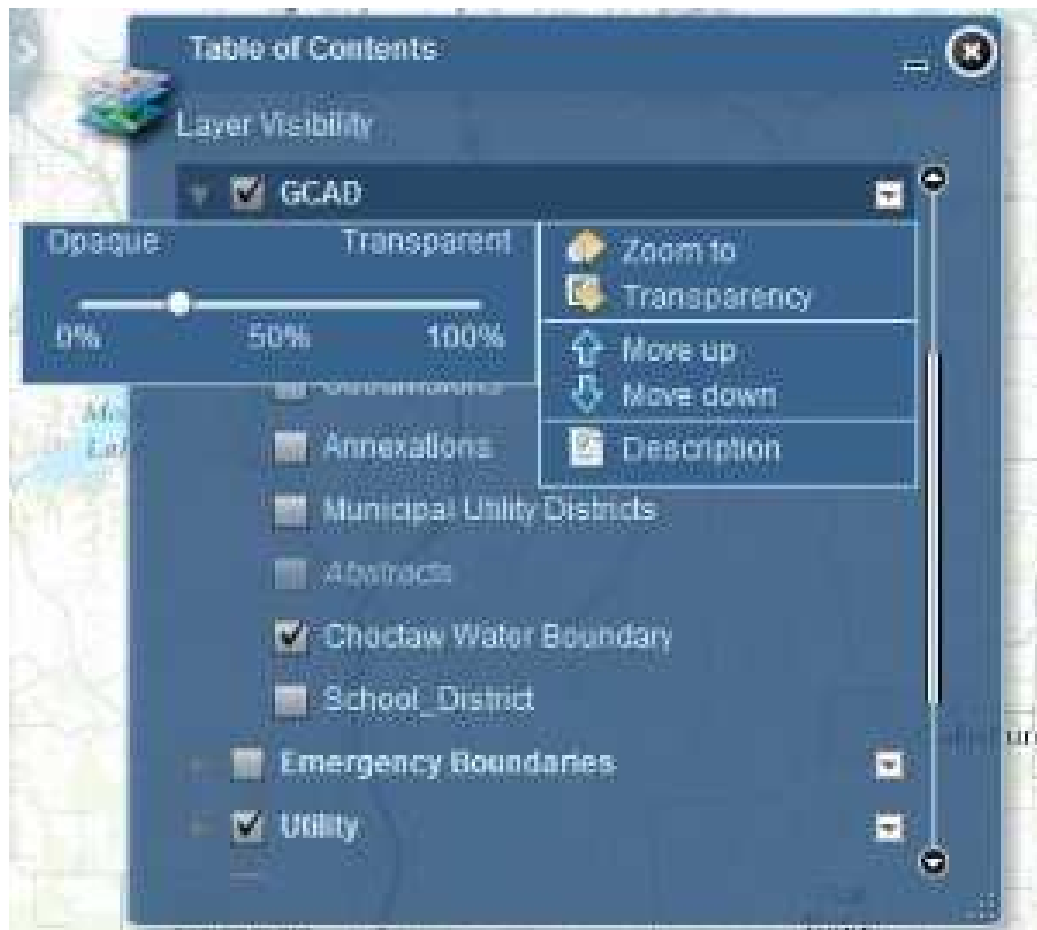 Table of Contents
Layer Visibility
GCAD
Opaque Transparent
0% 50% 100%
Zoom to
Transparency
Move up
Move down
Description
Annexations
Municipal Utility Districts
Abstracts
Choctaw Water Boundary
School_District
Emergency Boundaries
Utility